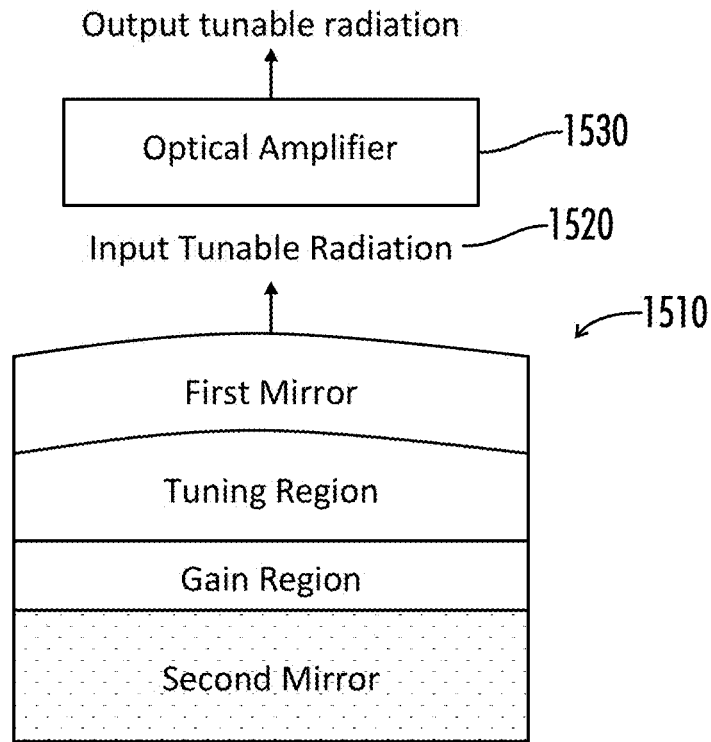 Output tunable radiation
Optical Amplifier
1530
Input Tunable Radiation
1520
1510
First Mirror
Tuning Region
Gain Region
Second Mirror